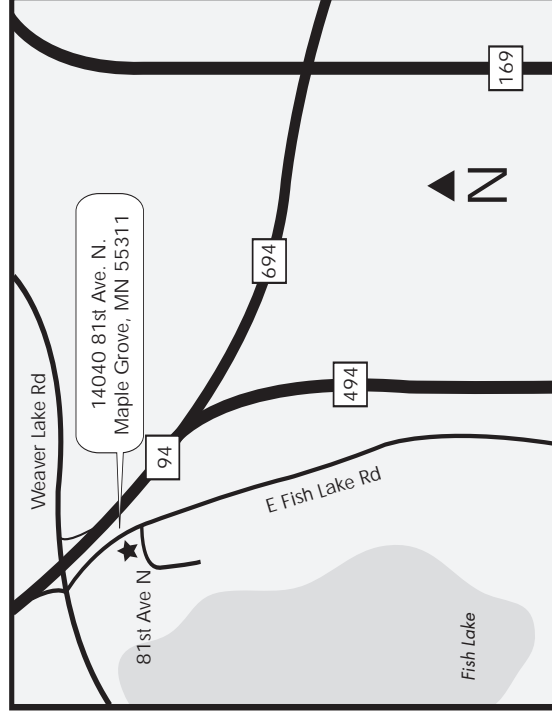 Weaver Lake Rd
14040 81st Ave. N.
Maple Grove, MN 55311
94
694
169
494
E Fish Lake Rd
81st Ave N
Fish Lake
N